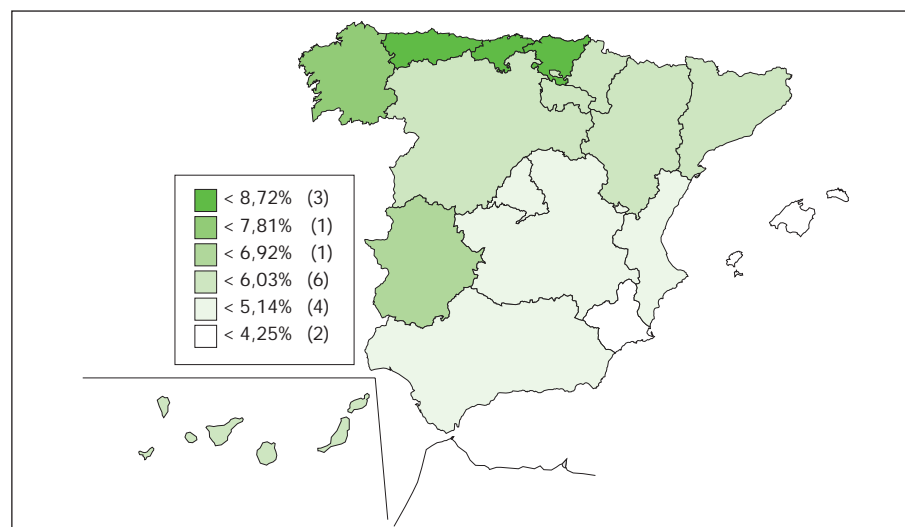 < 8,72% (3)
< 7,81% (1)
< 6,92% (1)
< 6,03% (6)
< 5,14% (4)
< 4,25% (2)